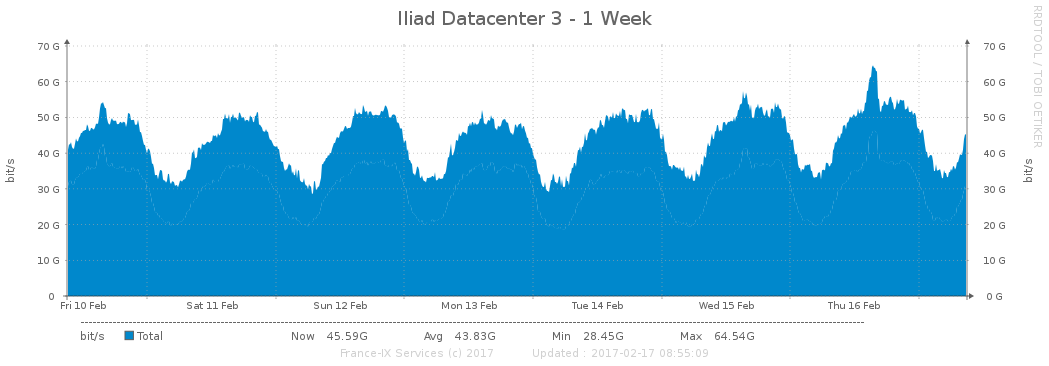 Iliad Datacenter 3 - 1 Week
RRDTOOL / TOBI OETIKER
70 G 70 G
60 G 60 G
50 G 50 G
40 G 40 G
30 G 30 G
20 G 20 G
10 G 10 G
0 0 G
bit/s bit/s
Fri 10 Feb Sat 11 Feb Sun 12 Feb Mon 13 Feb Tue 14 Feb Wed 15 Feb Thu 16 Feb
bit/s Total Now 45.59G Avg 43.83G Min 28.45G Max 64.54G
France-IX Services (c) 2017 Updated : 2017-02-17 08:55:09